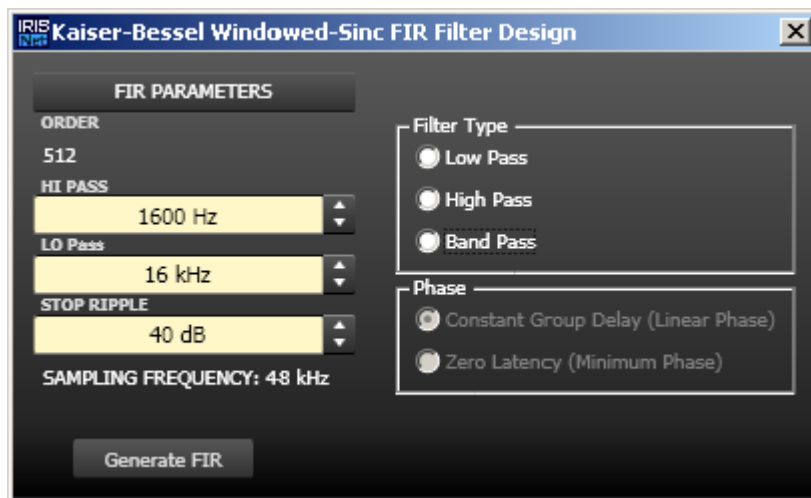 IRIS
Net
Kaiser-Bessel Windowed-Sinc FIR Filter Design
FIR PARAMETERS
ORDER
512
HI PASS
1600 Hz
LO Pass
16 kHz
STOP RIPPLE
40 dB
SAMPLING FREQUENCY: 48 kHz
Generate FIR
Filter Type
Low Pass
High Pass
Band Pass
Phase
Constant Group Delay (Linear Phase)
Zero Latency (Minimum Phase)